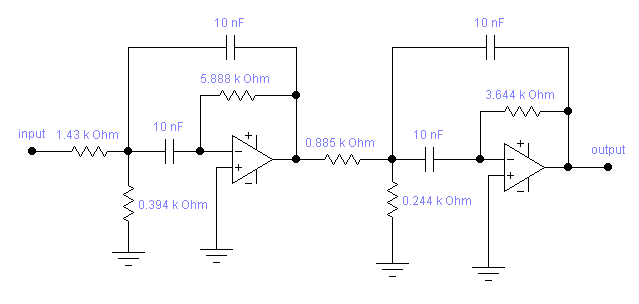 10 nF
10 nF
5.888 k Ohm
3.644 k Ohm
input
1.43 k Ohm
10 nF
+
−
+
−
0.885 k Ohm
10 nF
+
−
+
−
output
0.394 k Ohm
0.244 k Ohm